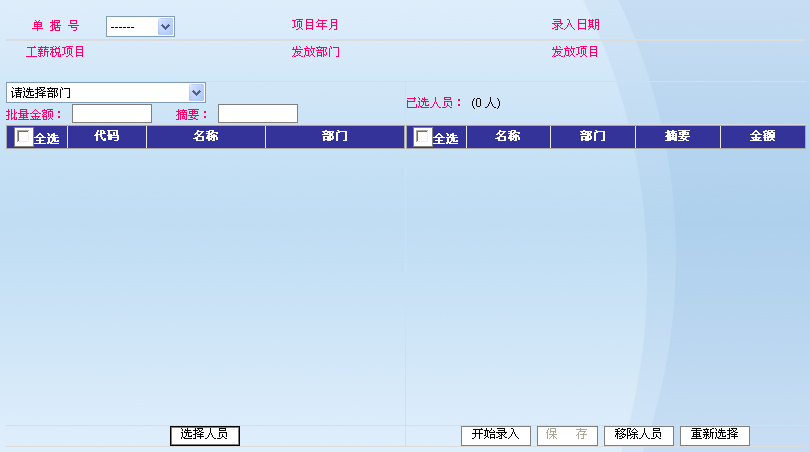 单 据 号 ------ 项目年月 录入日期
工薪税项目 发放部门 发放项目
请选择部门
已选人员： (0 人)
批量金额： 摘要：
全选 代码 名称 部门 全选 名称 部门 摘要 金额
选择人员 开始录入 保 存 移除人员 重新选择